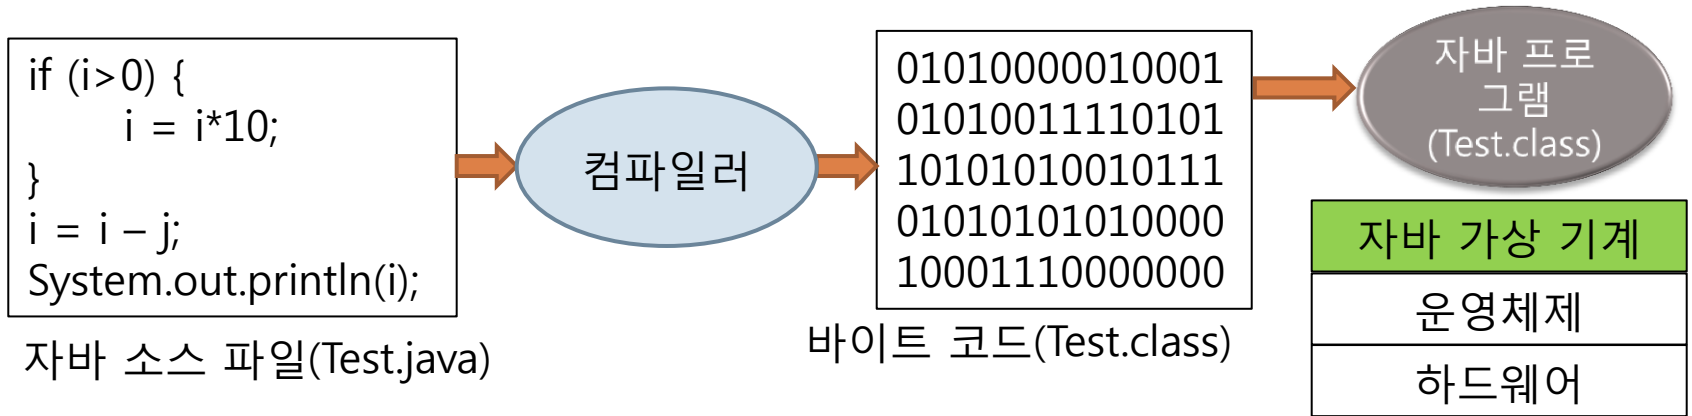 if (i>0) {
i = i*10;
}
i = i – j;
System.out.println(i);
자바 소스 파일(Test.java)
컴파일러
01010000010001
01010011110101
10101010010111
01010101010000
10001110000000
바이트 코드(Test.class)
자바 프로
그램
(Test.class)
자바 가상 기계
운영체제
하드웨어